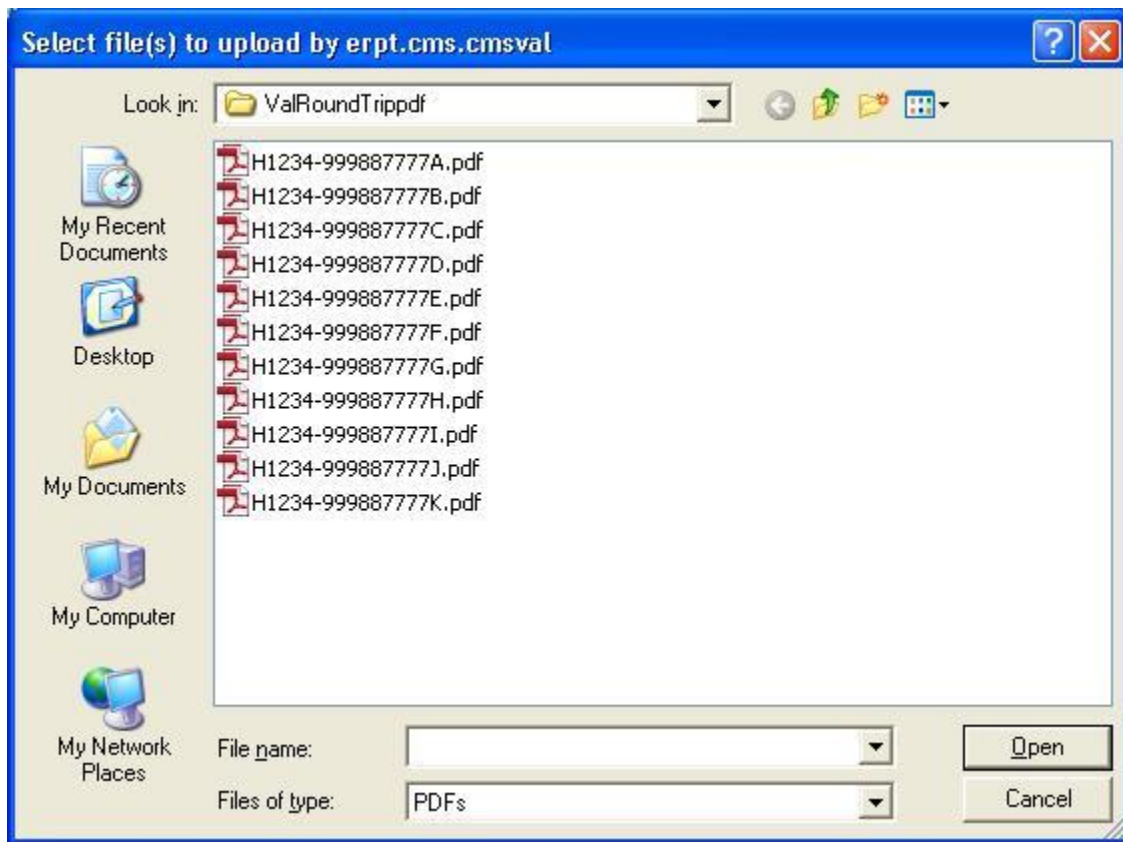 Select file(s) to upload by erpt.cms.cmsval
Look in: ValRoundTrippdf
H1234-999887777A.pdf
H1234-999887777B.pdf
H1234-999887777C.pdf
H1234-999887777D.pdf
H1234-999887777E.pdf
H1234-999887777F.pdf
H1234-999887777G.pdf
H1234-999887777H.pdf
H1234-999887777I.pdf
H1234-999887777J.pdf
H1234-999887777K.pdf
My Recent
Documents
Desktop
My Documents
My Computer
My Network
Places
File name:
Open
Files of type: PDFs
Cancel